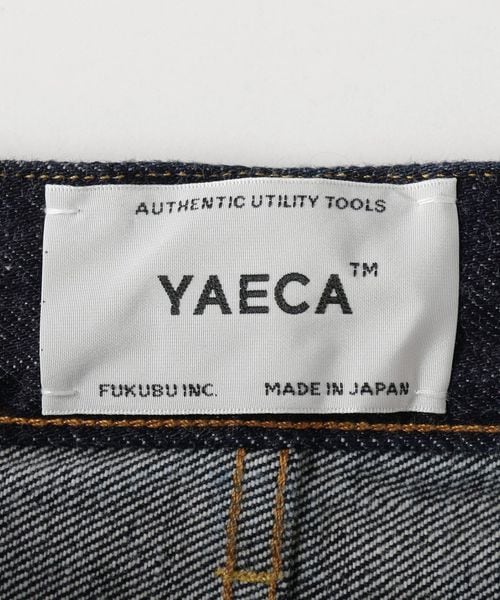 AUTHENTIC UTILITY TOOLS
YAECA™
FUKUBU INC. MADE IN JAPAN